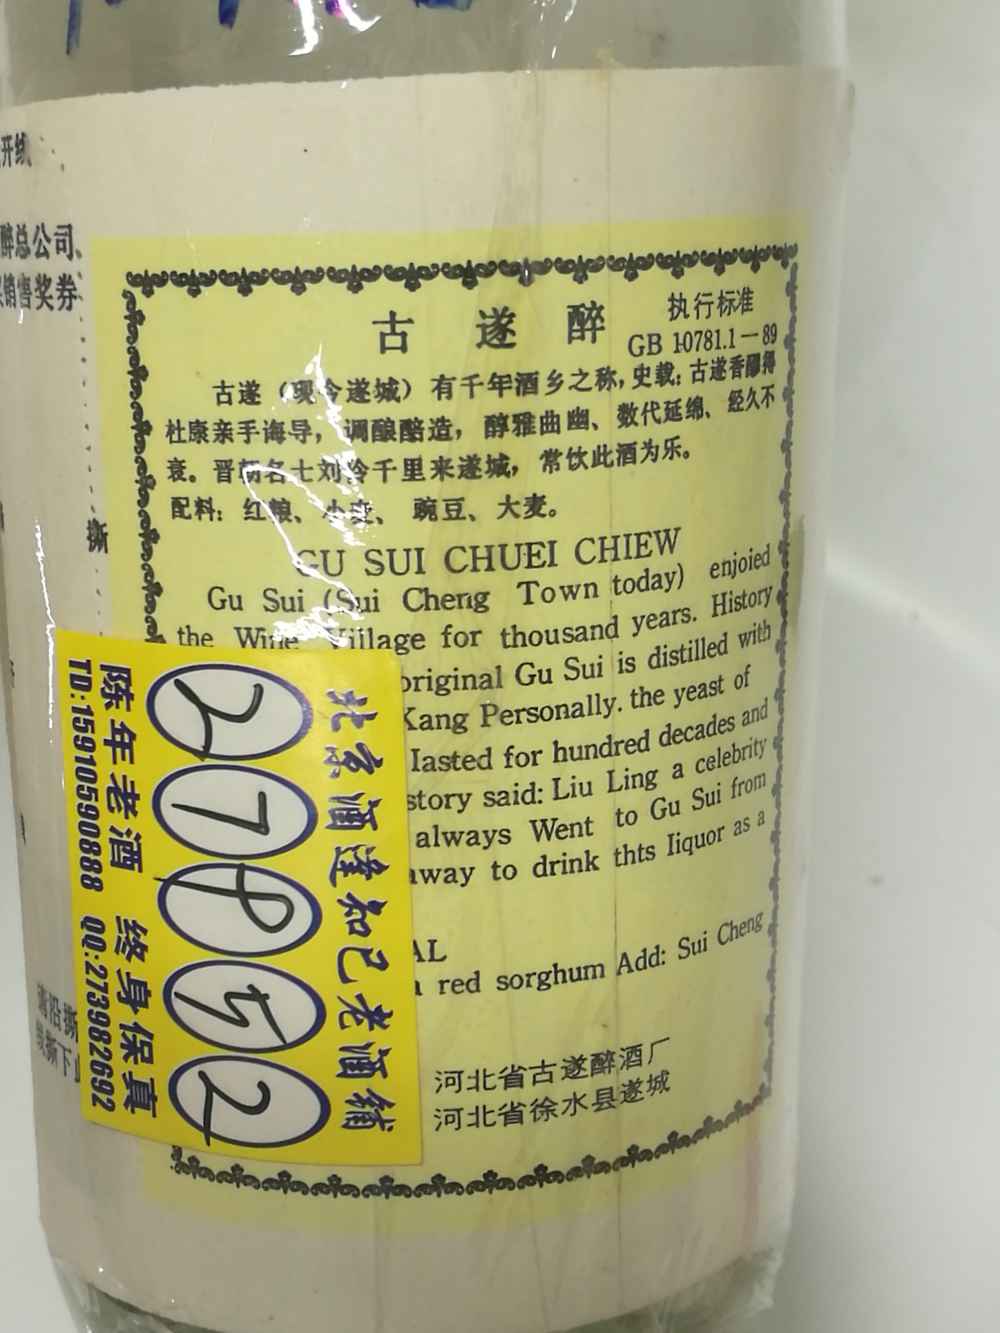 开线
醉总公司、
销售奖券
撕
古 遂 醉
执行标准
GB 10781.1—89
古遂（现今遂城）有千年酒乡之称，史载：古遂香醪得
杜康亲手诲导，调酿酷造，醇雅曲幽、数代延绵、经久不
衰。晋朝名士刘伶千里来遂城，常饮此酒为乐。
配料：红粮、小麦、豌豆、大麦。
GU SUI CHUEI CHIEW
Gu Sui (Sui Cheng Town today) enjoied
the Wine Village for thousand years. History
original Gu Sui is distilled with
Kang Personally. the yeast of
lasted for hundred decades and
story said: Liu Ling a celebrity
always Went to Gu Sui from
away to drink thts liquor as a
AL
red sorghum Add: Sui Cheng
河北省古遂醉酒厂
河北省徐水县遂城
北京酒逢知己老酒铺
27P52
陈年老酒 终身保真
TD:15910590888 QQ:273982692